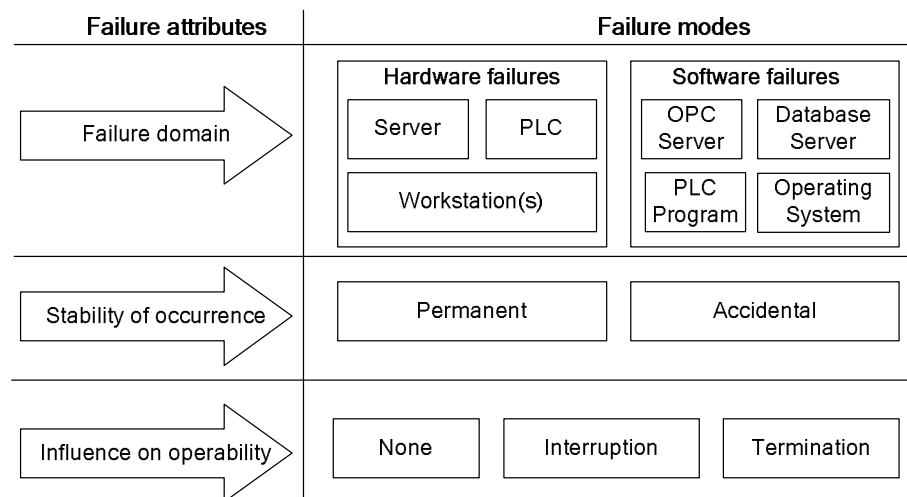 Failure attributes
Failure modes
Failure domain
Hardware failures
Server
PLC
Workstation(s)
Software failures
OPC
Server
Database
Server
PLC
Program
Operating
System
Stability of occurrence
Permanent
Accidental
Influence on operability
None
Interruption
Termination